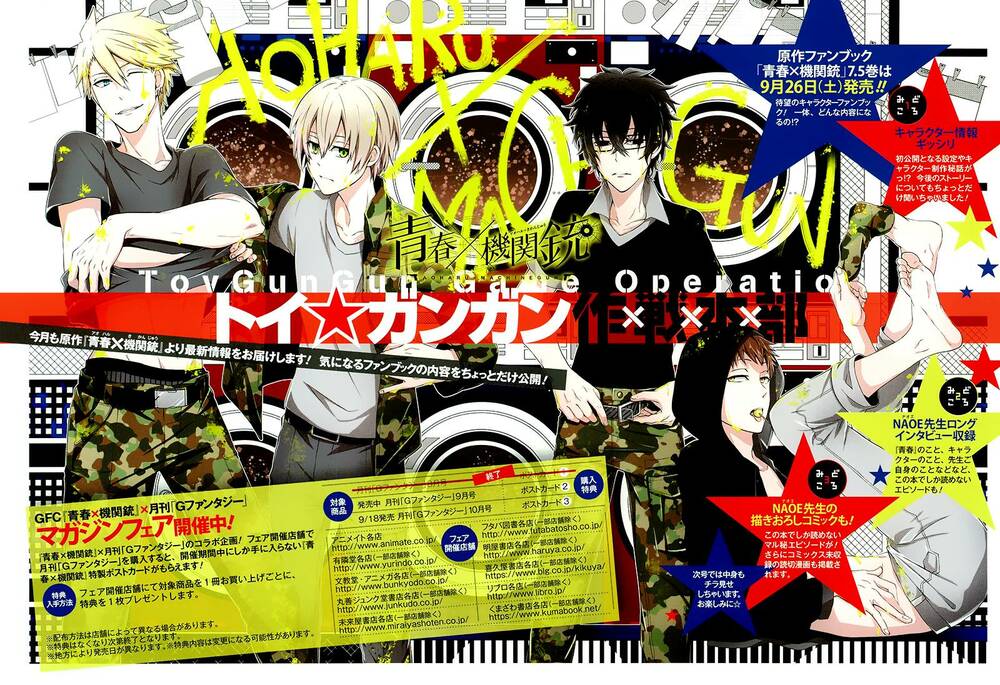 AOHARU
×
MACHINEGUN
原作ファンブック
「青春×機関銃」7.5巻は
9月26日(土)発売!!
待望のキャラクターファンブッ
ク! 一体、どんな内容にな
るの!?
みどころ
キャラクター情報
ギッシリ
初公開となる設定や
キャラクター制作秘話が
っ!? 今後のストーリー
についてもちょっとだ
け聞いちゃいました!
青春×機関銃
ToyGunGun Game Operatio
トイ☆ガンガン作戦本部
×××
今月も原作『青春×機関銃』より最新情報をお届けします! 気になるファンブックの内容をちょっとだけ公開!
みどころ2
NAOE先生ロング
インタビュー収録
「青春」のこと、キャラ
クターのこと、先生ご
自身のことなどなど、
この本でしか読めない
エピソードも!
みどころ3
NAOE先生の
描きおろしコミックも!
この本でしか読めない
マル秘エピソードが!
さらにコミックス未収
録の読切漫画も掲載さ
れます。
次号では中身も
チラ見せ
しちゃいます。
お楽しみに☆
GFC「青春×機関銃」×月刊「Gファンタジー」
マガジンフェア開催中!
「青春×機関銃」×月刊「Gファンタジー」のコラボ企画! フェア開催店舗で
月刊「Gファンタジー」を購入すると、開催期間中にしか手に入らない『青
春×機関銃』特製ポストカードがもらえます!
特典
入手方法
フェア開催店舗にて対象商品を1冊お買い上げごとに、
特典を1枚プレゼントします。
※配布方法は店舗によって異なる場合があります。
※特典はなくなり次第終了となります。
※地方により発売日が異なります。※特典内容は変更になる可能性があります。
対象
商品
終了
発売中 月刊「Gファンタジー」9月号
ポストカード2
9/18発売 月刊「Gファンタジー」10月号
ポストカード3
購入
特典
フェア
開催店舗
アニメイト各店
http://www.animate.co.jp/
有隣堂各店(一部店舗除く)
http://www.yurindo.co.jp/
文教堂・アニメガ各店(一部店舗除く)
http://www.bunkyodo.co.jp/
丸善ジュンク堂書店各店(一部店舗除く)
http://www.junkudo.co.jp/
未来屋書店各店(一部店舗除く)
http://www.miraiyashoten.co.jp/
フタバ図書各店(一部店舗除く)
http://www.futabatosho.co.jp/
明屋書店各店(一部店舗除く)
http://www.haruya.co.jp/
喜久屋書店各店(一部店舗除く)
https://www.blg.co.jp/kikuya/
リブロ各店(一部店舗除く)
http://www.libro.jp/
くまざわ書店各店(一部店舗除く)
https://www.kumabook.net/